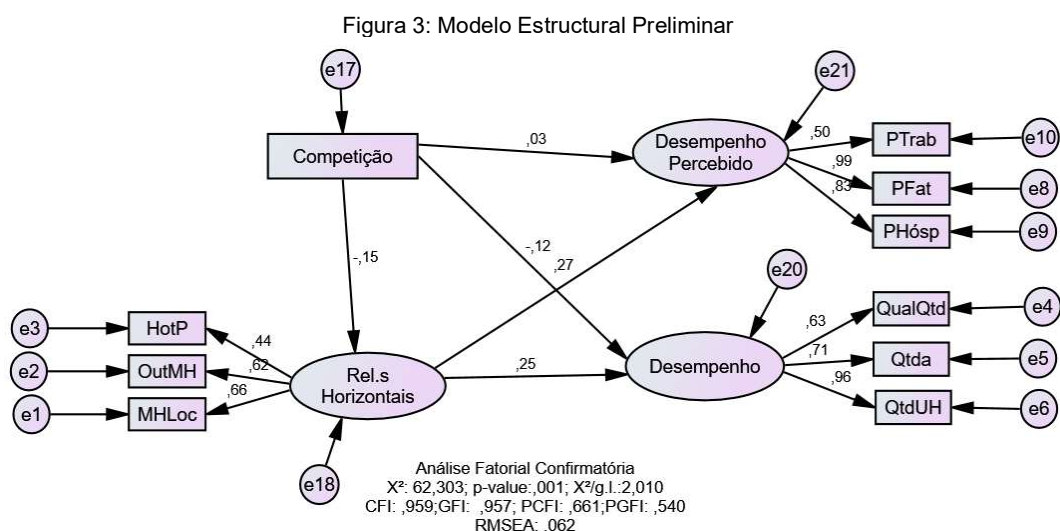 Figura 3: Modelo Estructural Preliminar
e17
e21
Competição
,03
Desempenho
Percebido
,50
PTrab
e10
,99
PFat
e8
,83
PHósp
e9
-,15
-,12
,27
e20
e3
HotP
,44
e2
OutMH
,62
e1
MHLoc
,66
Rel.s
Horizontais
,25
Desempenho
,63
QualQtd
e4
,71
Qtda
e5
,96
QtdUH
e6
e18
Análise Fatorial Confirmatória
X²: 62,303; p-value:,001; X²/g.l.:2,010
CFI: ,959;GFI: ,957; PCFI: ,661;PGFI: ,540
RMSEA: ,062